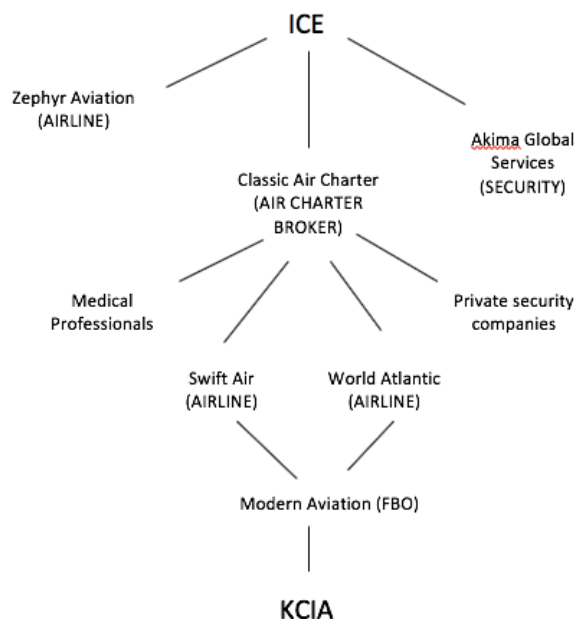 ICE
Zephyr Aviation
(AIRLINE)
Akima Global
Services
(SECURITY)
Classic Air Charter
(AIR CHARTER
BROKER)
Medical
Professionals
Private security
companies
Swift Air
(AIRLINE)
World Atlantic
(AIRLINE)
Modern Aviation (FBO)
KCIA